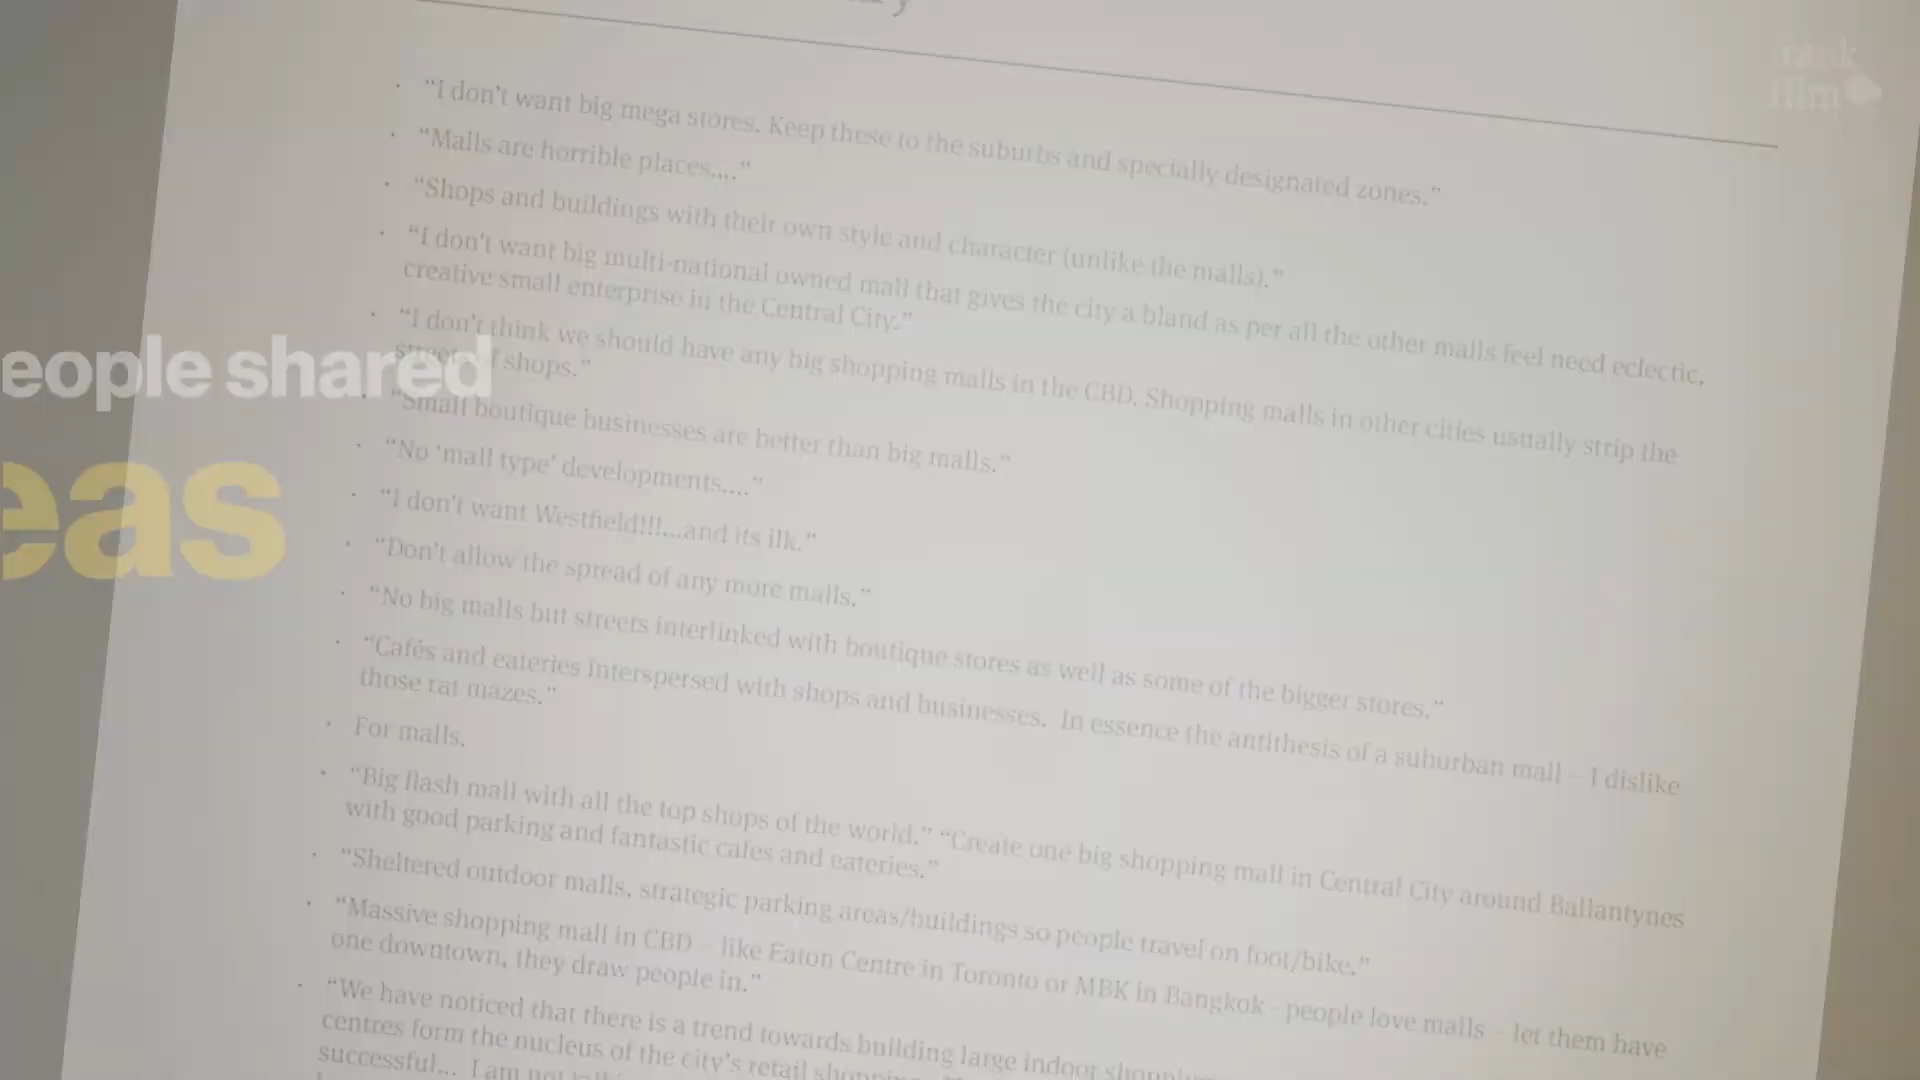 frank
film
"I don't want big mega stores. Keep these to the suburbs and specially designated zones."
"Malls are horrible places...."
"Shops and buildings with their own style and character (unlike the malls)."
"I don't want big multi-national owned mall that gives the city a bland as per all the other malls feel need eclectic,
creative small enterprise in the Central City."
"I don't think we should have any big shopping malls in the CBD. Shopping malls in other cities usually strip the
shops."
eople shared
"Small boutique businesses are better than big malls."
"No 'mall type' developments...."
eas
"I don't want Westfield!!!...and its ilk."
"Don't allow the spread of any more malls."
"No big malls but streets interlinked with boutique stores as well as some of the bigger stores."
"Cafés and eateries interspersed with shops and businesses. In essence the antithesis of a suburban mall – I dislike
those rat mazes."
For malls.
"Big flash mall with all the top shops of the world." "Create one big shopping mall in Central City around Ballantynes
with good parking and fantastic cafes and eateries."
"Sheltered outdoor malls, strategic parking areas/buildings so people travel on foot/bike."
"Massive shopping mall in CBD – like Eaton Centre in Toronto or MBK in Bangkok - people love malls – let them have
one downtown, they draw people in."
"We have noticed that there is a trend towards building large indoor
centres form the nucleus of the city's retail
successful... I am not